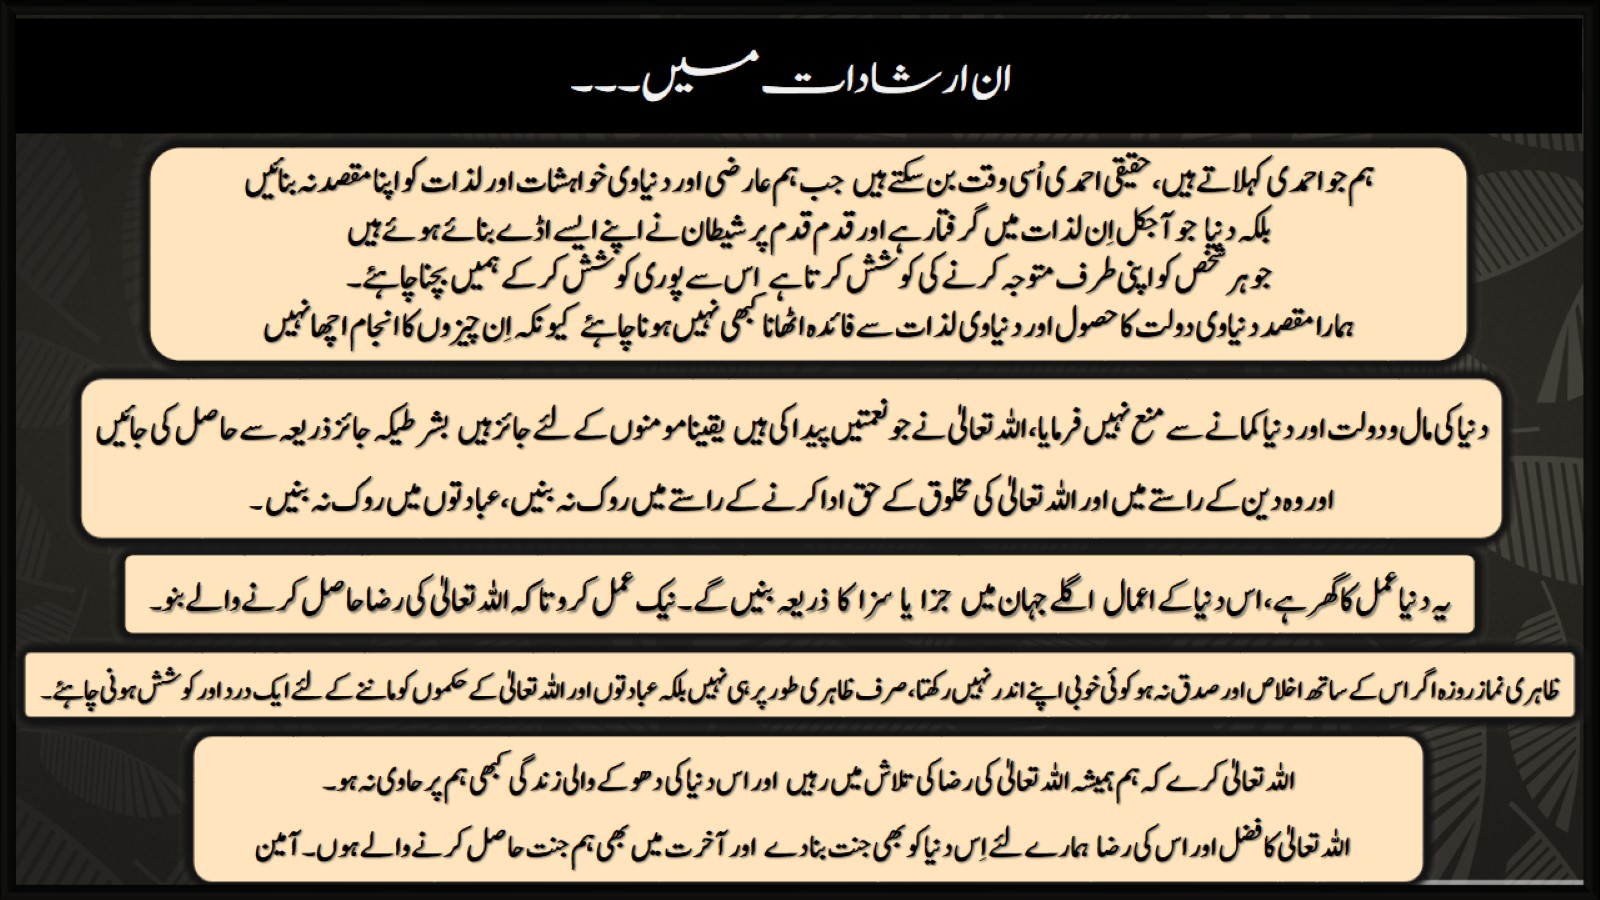 ان ارشادات میں۔۔۔
ہم جو احمدی کہلاتے ہیں، حقیقی احمدی اُسی وقت بن سکتے ہیں جب ہم عارضی اور دنیاوی خواہشات اور لذات کو اپنا مقصد نہ بنائیں
بلکہ دنیا جو آجکل اِن لذات میں گرفتار ہے اور قدم قدم پر شیطان نے اپنے ایسے اڈے بنائے ہوئے ہیں
جو ہر شخص کو اپنی طرف متوجہ کرنے کی کوشش کرتا ہے اس سے پوری کوشش کر کے ہمیں بچنا چاہئے۔
ہمارا مقصد دنیاوی دولت کا حصول اور دنیاوی لذات سے فائدہ اٹھانا کبھی نہیں ہونا چاہئے کیونکہ اِن چیزوں کا انجام اچھا نہیں
دنیا کی مال و دولت اور دنیا کمانے سے منع نہیں فرمایا، اللہ تعالیٰ نے جو نعمتیں پیدا کی ہیں یقینا مومنوں کے لئے جائز ہیں بشرطیکہ جائز ذریعہ سے حاصل کی جائیں
اور وہ دین کے راستے میں اور اللہ تعالیٰ کی مخلوق کے حق ادا کرنے کے راستے میں روک نہ بنیں، عبادتوں میں روک نہ بنیں۔
یہ دنیا عمل کا گھر ہے، اس دنیا کے اعمال اگلے جہان میں جزا یا سزا کا ذریعہ بنیں گے۔ نیک عمل کرو تا کہ اللہ تعالیٰ کی رضا حاصل کرنے والے بنو۔
ظاہری نماز روزہ اگر اس کے ساتھ اخلاص اور صدق نہ ہو کوئی خوبی اپنے اندر نہیں رکھتا، صرف ظاہری طور پر ہی نہیں بلکہ عبادتوں اور اللہ تعالیٰ کے حکموں کو ماننے کے لئے ایک درد اور کوشش ہونی چاہئے۔
اللہ تعالیٰ کرے کہ ہم ہمیشہ اللہ تعالیٰ کی رضا کی تلاش میں رہیں اور اس دنیا کی دھوکے والی زندگی کبھی ہم پر حاوی نہ ہو۔
اللہ تعالیٰ کا فضل اور اس کی رضا ہمارے لئے اِس دنیا کو بھی جنت بنا دے اور آخرت میں بھی ہم جنت حاصل کرنے والے ہوں۔ آمین